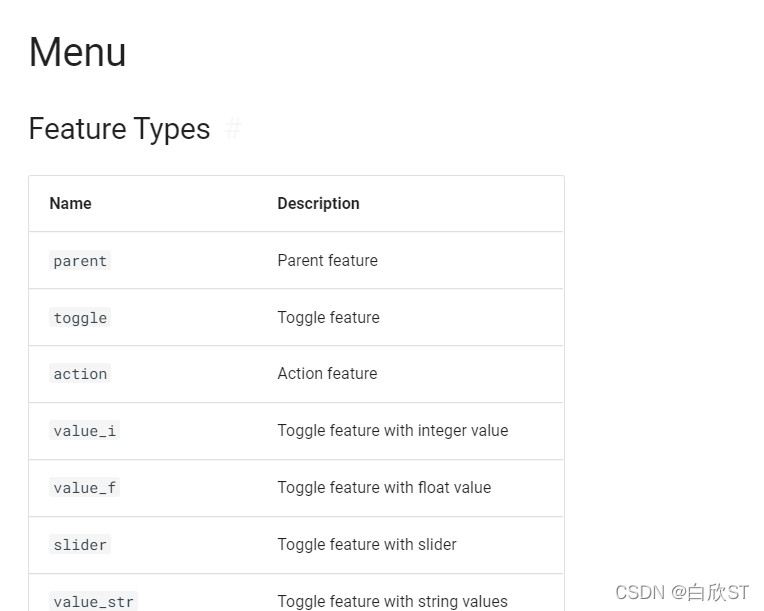 Menu
Feature Types #
Name Description
parent Parent feature
toggle Toggle feature
action Action feature
value_i Toggle feature with integer value
value_f Toggle feature with float value
slider Toggle feature with slider
value_str Toggle feature with string values
CSDN @白欣ST